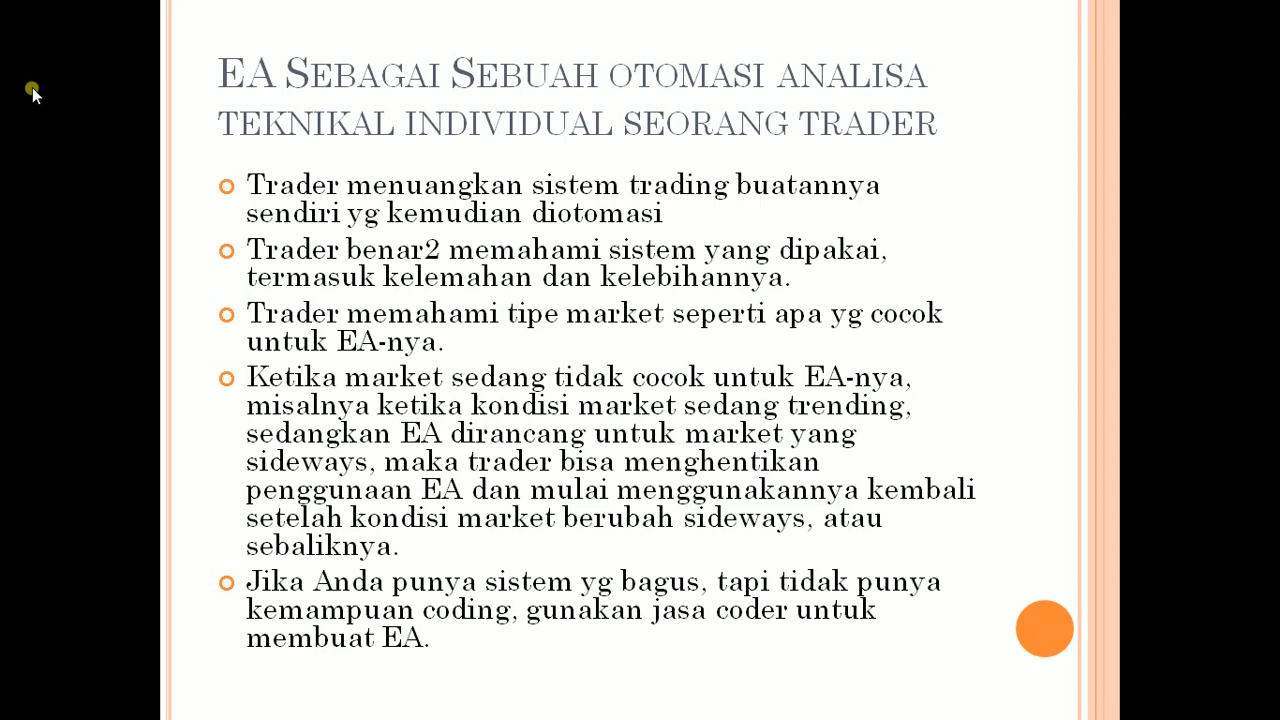 EA SEBAGAI SEBUAH OTOMASI ANALISA
TEKNIKAL INDIVIDUAL SEORANG TRADER
Trader menuangkan sistem trading buatannya
sendiri yg kemudian diotomasi
Trader benar2 memahami sistem yang dipakai,
termasuk kelemahan dan kelebihannya.
Trader memahami tipe market seperti apa yg cocok
untuk EA-nya.
Ketika market sedang tidak cocok untuk EA-nya,
misalnya ketika kondisi market sedang trending,
sedangkan EA dirancang untuk market yang
sideways, maka trader bisa menghentikan
penggunaan EA dan mulai menggunakannya kembali
setelah kondisi market berubah sideways, atau
sebaliknya.
Jika Anda punya sistem yg bagus, tapi tidak punya
kemampuan coding, gunakan jasa coder untuk
membuat EA.